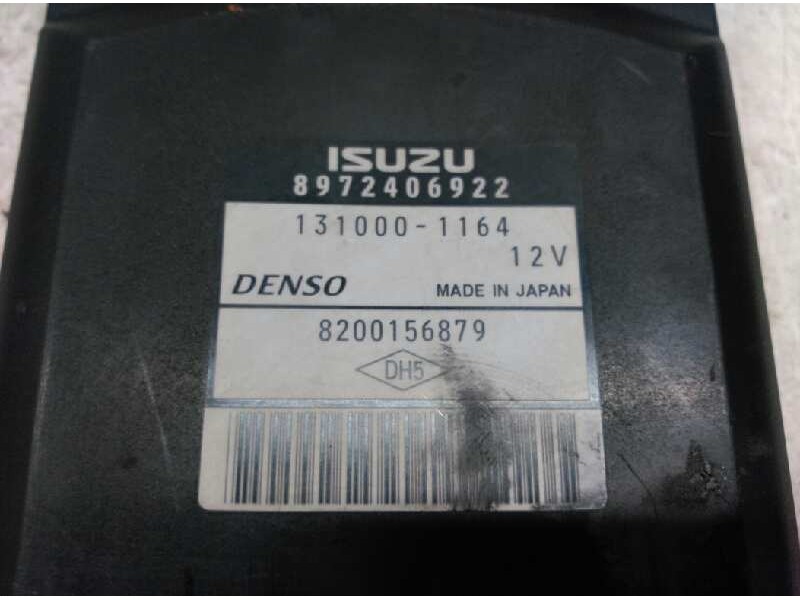 ISUZU
8972406922
131000-1164
12V
DENSO MADE IN JAPAN
8200156879
DH5